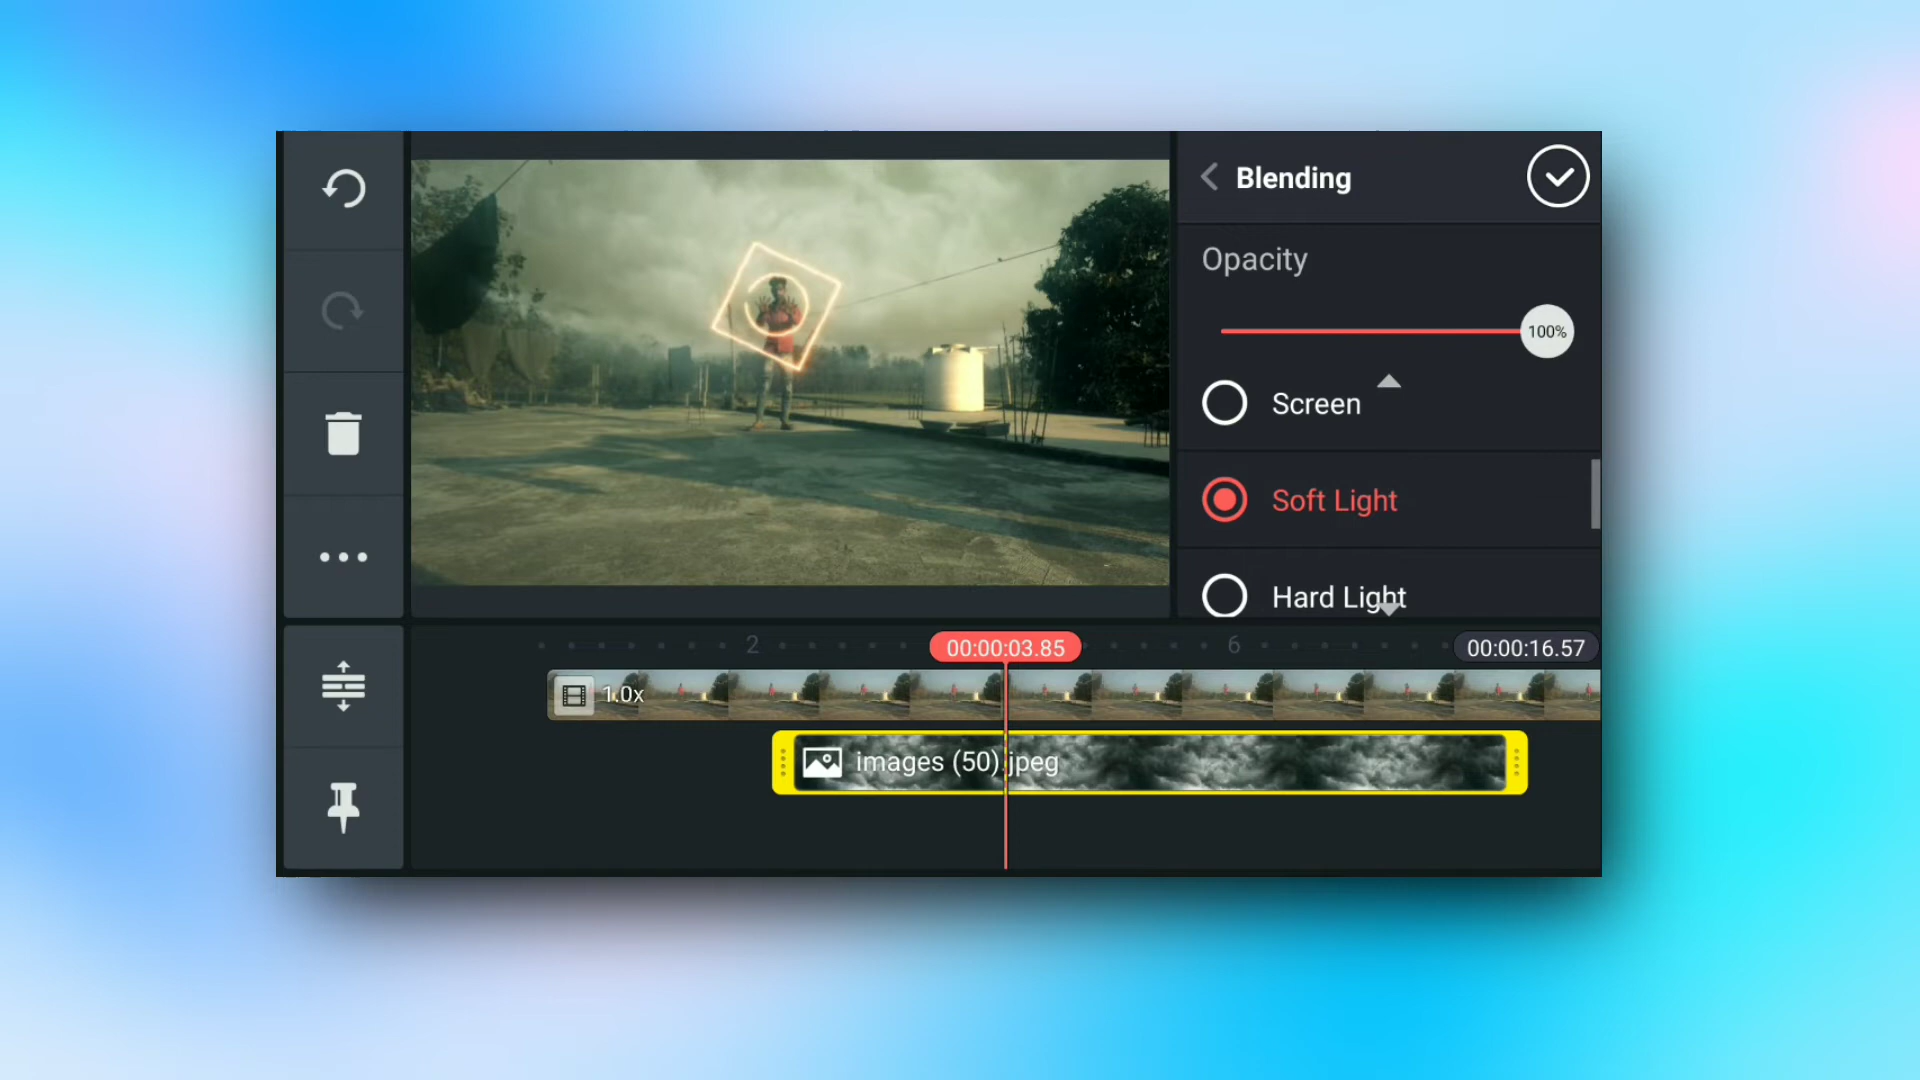 Blending
Opacity
100%
Screen
Soft Light
Hard Light
2
00:00:03.85
6
00:00:16.57
1.0x
images (50).jpeg